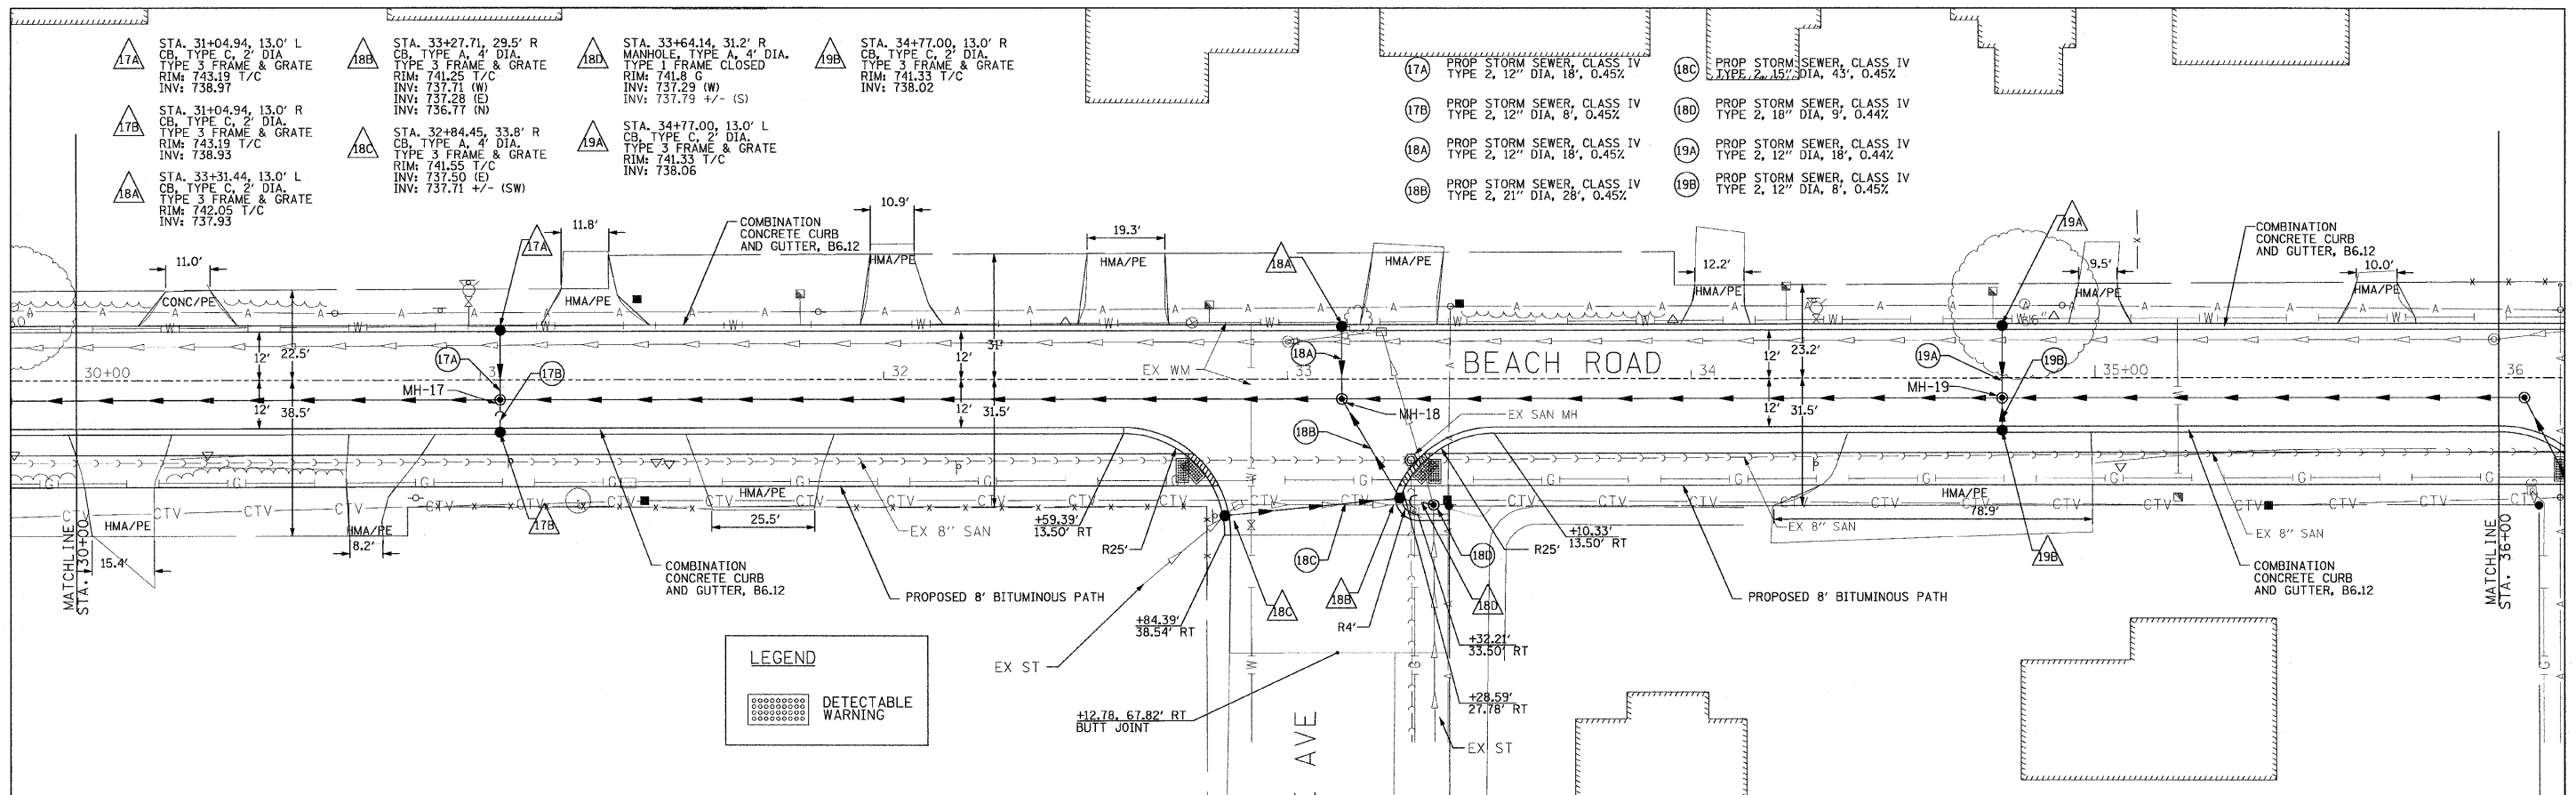 17A
STA. 31+04.94, 13.0' L
CB, TYPE C, 2' DIA
TYPE 3 FRAME & GRATE
RIM: 743.19 T/C
INV: 738.97
17B
STA. 31+04.94, 13.0' R
CB, TYPE C, 2' DIA.
TYPE 3 FRAME & GRATE
RIM: 743.19 T/C
INV: 738.93
18A
STA. 33+31.44, 13.0' L
CB, TYPE C, 2' DIA.
TYPE 3 FRAME & GRATE
RIM: 742.05 T/C
INV: 737.93
18B
STA. 33+27.71, 29.5' R
CB, TYPE A, 4' DIA.
TYPE 3 FRAME & GRATE
RIM: 741.25 T/C
INV: 737.71 (W)
INV: 737.28 (E)
INV: 736.77 (N)
18C
STA. 32+84.45, 33.8' R
CB, TYPE A, 4' DIA.
TYPE 3 FRAME & GRATE
RIM: 741.55 T/C
INV: 737.50 (E)
INV: 737.71 +/- (SW)
18D
STA. 33+64.14, 31.2' R
MANHOLE, TYPE A, 4' DIA.
TYPE 1 FRAME CLOSED
RIM: 741.8 G
INV: 737.29 (W)
INV: 737.79 +/- (S)
19A
STA. 34+77.00, 13.0' L
CB, TYPE C, 2' DIA.
TYPE 3 FRAME & GRATE
RIM: 741.33 T/C
INV: 738.06
19B
STA. 34+77.00, 13.0' R
CB, TYPE C, 2' DIA.
TYPE 3 FRAME & GRATE
RIM: 741.33 T/C
INV: 738.02
17A
PROP STORM SEWER, CLASS IV
TYPE 2, 12" DIA, 18', 0.45%
17B
PROP STORM SEWER, CLASS IV
TYPE 2, 12" DIA, 8', 0.45%
18A
PROP STORM SEWER, CLASS IV
TYPE 2, 12" DIA, 18', 0.45%
18B
PROP STORM SEWER, CLASS IV
TYPE 2, 21" DIA, 28', 0.45%
18C
PROP STORM SEWER, CLASS IV
TYPE 2, 15" DIA, 43', 0.45%
18D
PROP STORM SEWER, CLASS IV
TYPE 2, 18" DIA, 9', 0.44%
19A
PROP STORM SEWER, CLASS IV
TYPE 2, 12" DIA, 18', 0.44%
19B
PROP STORM SEWER, CLASS IV
TYPE 2, 12" DIA, 8', 0.45%
11.0'
CONC/PE
17A
11.8'
HMA/PE
COMBINATION
CONCRETE CURB
AND GUTTER, B6.12
10.9'
HMA/PE
19.3'
HMA/PE
18A
HMA/PE
12.2'
HMA/PE
19A
9.5'
HMA/PE
COMBINATION
CONCRETE CURB
AND GUTTER, B6.12
10.0'
HMA/PE
12'
22.5'
12'
31'
12'
23.2'
30+00
17A
17B
32
EX WM
33
18A
BEACH ROAD
34
19A
19B
35+00
36
MH-17
MH-18
MH-19
12'
38.5'
12'
31.5'
12'
31.5'
EX SAN MH
18B
HMA/PE
15.4'
HMA/PE
8.2'
17B
HMA/PE
25.5'
EX 8" SAN
+59.39'
13.50' RT
R25'
18C
18D
+10.33'
13.50' RT
R25'
EX 8" SAN
HMA/PE
78.9'
19B
EX 8" SAN
MATCHLINE
STA. 30+00
COMBINATION
CONCRETE CURB
AND GUTTER, B6.12
PROPOSED 8' BITUMINOUS PATH
18C
18B
18D
PROPOSED 8' BITUMINOUS PATH
COMBINATION
CONCRETE CURB
AND GUTTER, B6.12
MATCHLINE
STA. 36+00
+84.39'
38.54' RT
R4'
+32.21'
33.50' RT
EX ST
+28.59'
27.78' RT
+12.78, 67.82' RT
BUTT JOINT
EX ST
AVE
LEGEND
DETECTABLE
WARNING